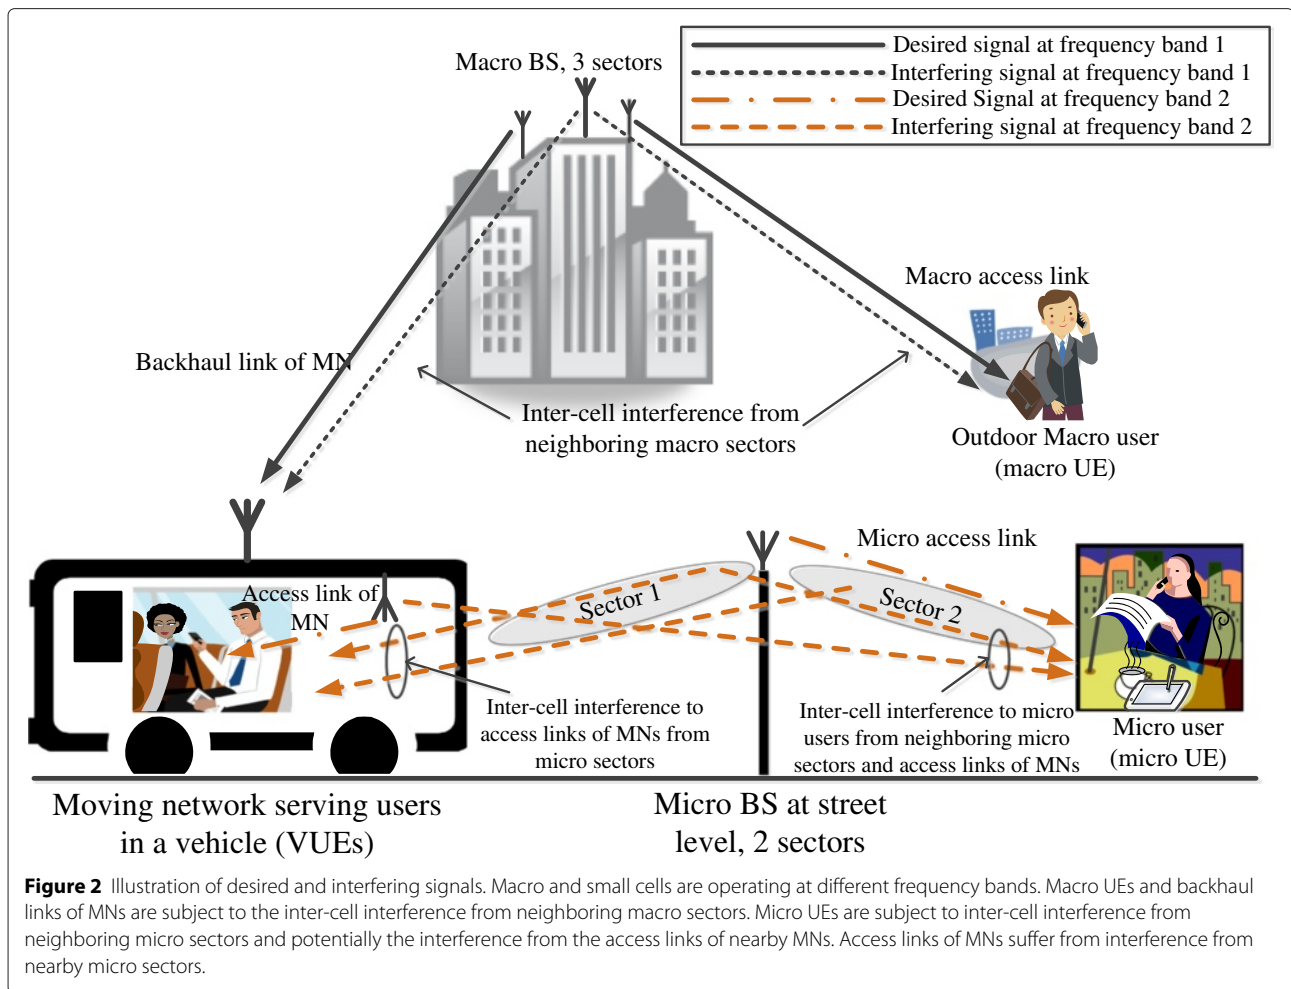 Macro BS, 3 sectors
Desired signal at frequency band 1
Interfering signal at frequency band 1
Desired Signal at frequency band 2
Interfering signal at frequency band 2
Macro access link
Backhaul link of MN
Inter-cell interference from
neighboring macro sectors
Outdoor Macro user
(macro UE)
Micro access link
Access link of
MN
Sector 1
Sector 2
Inter-cell interference to
access links of MNs from
micro sectors
Inter-cell interference to micro
users from neighboring micro
sectors and access links of MNs
Micro user
(micro UE)
Moving network serving users
in a vehicle (VUEs)
Micro BS at street
level, 2 sectors
Figure 2 Illustration of desired and interfering signals. Macro and small cells are operating at different frequency bands. Macro UEs and backhaul
links of MNs are subject to the inter-cell interference from neighboring macro sectors. Micro UEs are subject to inter-cell interference from
neighboring micro sectors and potentially the interference from the access links of nearby MNs. Access links of MNs suffer from interference from
nearby micro sectors.